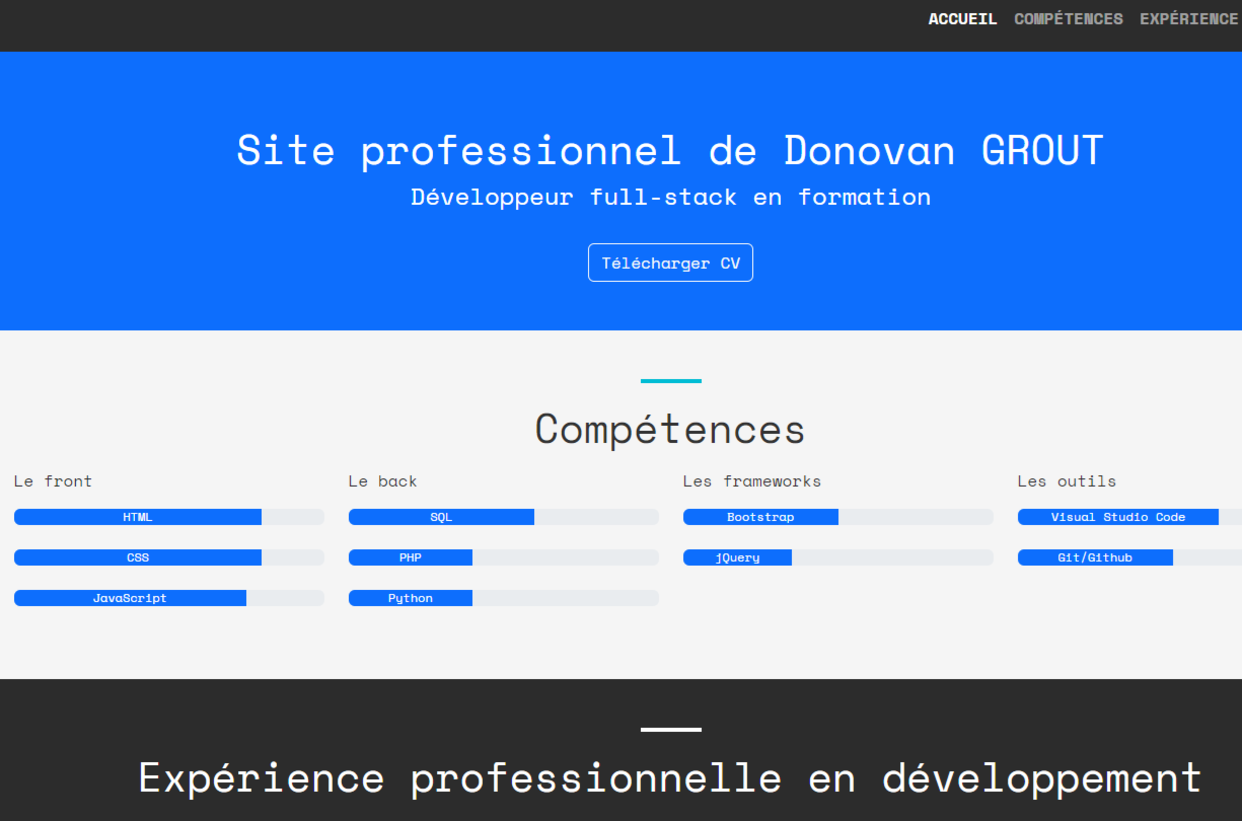 ACCUEIL COMPÉTENCES EXPÉRIENCE
Site professionnel de Donovan GROUT
Développeur full-stack en formation
Télécharger CV
Compétences
Le front
HTML
CSS
JavaScript
Le back
SQL
PHP
Python
Les frameworks
Bootstrap
jQuery
Les outils
Visual Studio Code
Git/Github
Expérience professionnelle en développement